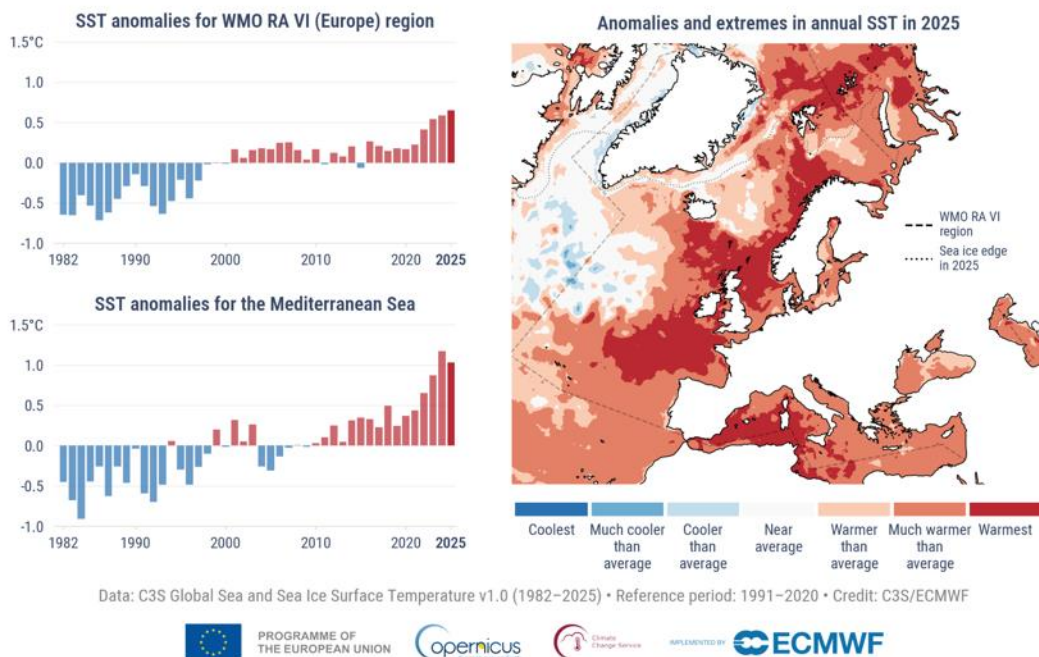 SST anomalies for WMO RA VI (Europe) region
1.5°C
1.0
0.5
0.0
-0.5
-1.0
1982
1990
2000
2010
2020
2025
SST anomalies for the Mediterranean Sea
1.5°C
1.0
0.5
0.0
-0.5
-1.0
1982
1990
2000
2010
2020
2025
Anomalies and extremes in annual SST in 2025
WMO RA VI
region
Sea ice edge
in 2025
Coolest
Much cooler
than
average
Cooler
than
average
Near
average
Warmer
than
average
Much warmer
than
average
Warmest
Data: C3S Global Sea and Sea Ice Surface Temperature v1.0 (1982–2025) • Reference period: 1991–2020 • Credit: C3S/ECMWF
PROGRAMME OF
THE EUROPEAN UNION
opernicus
Climate
Change Service
IMPLEMENTED BY
ECMWF